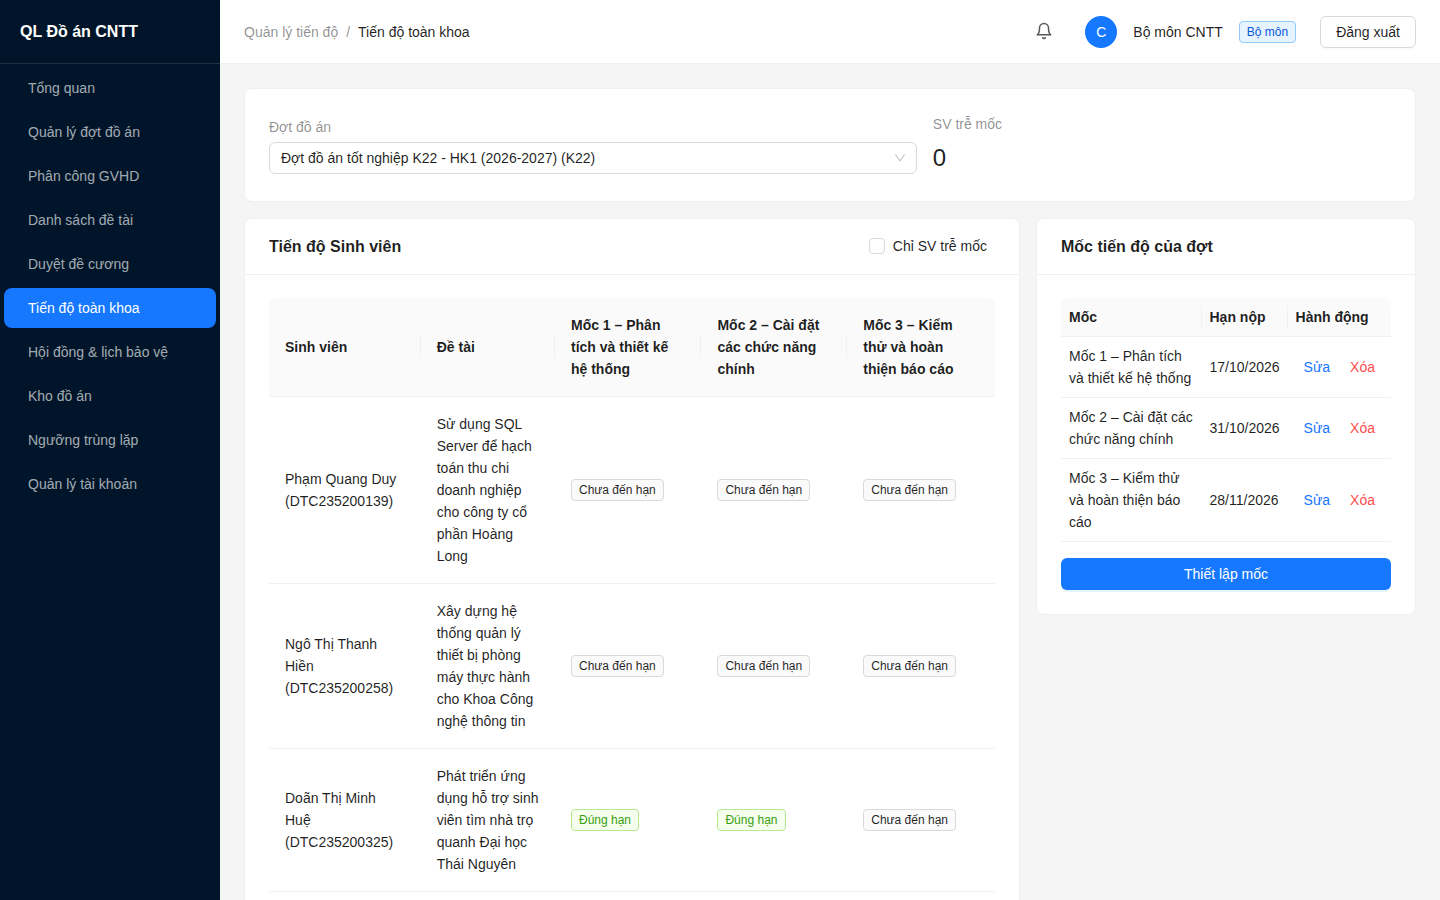 QL Đồ án CNTT
Tổng quan
Quản lý đợt đồ án
Phân công GVHD
Danh sách đề tài
Duyệt đề cương
Tiến độ toàn khoa
Hội đồng & lịch bảo vệ
Kho đồ án
Ngưỡng trùng lặp
Quản lý tài khoản
Quản lý tiến độ / Tiến độ toàn khoa
C
Bộ môn CNTT
Bộ môn
Đăng xuất
Đợt đồ án
Đợt đồ án tốt nghiệp K22 - HK1 (2026-2027) (K22)
SV trễ mốc
0
Tiến độ Sinh viên
Chỉ SV trễ mốc
Sinh viên
Đề tài
Mốc 1 – Phân
tích và thiết kế
hệ thống
Mốc 2 – Cài đặt
các chức năng
chính
Mốc 3 – Kiểm
thử và hoàn
thiện báo cáo
Phạm Quang Duy
(DTC235200139)
Sử dụng SQL
Server để hạch
toán thu chi
doanh nghiệp
cho công ty cổ
phần Hoàng
Long
Chưa đến hạn
Chưa đến hạn
Chưa đến hạn
Ngô Thị Thanh
Hiền
(DTC235200258)
Xây dựng hệ
thống quản lý
thiết bị phòng
máy thực hành
cho Khoa Công
nghệ thông tin
Chưa đến hạn
Chưa đến hạn
Chưa đến hạn
Doãn Thị Minh
Huệ
(DTC235200325)
Phát triển ứng
dụng hỗ trợ sinh
viên tìm nhà trọ
quanh Đại học
Thái Nguyên
Đúng hạn
Đúng hạn
Chưa đến hạn
Mốc tiến độ của đợt
Mốc
Hạn nộp
Hành động
Mốc 1 – Phân tích
và thiết kế hệ thống
17/10/2026
Sửa
Xóa
Mốc 2 – Cài đặt các
chức năng chính
31/10/2026
Sửa
Xóa
Mốc 3 – Kiểm thử
và hoàn thiện báo
cáo
28/11/2026
Sửa
Xóa
Thiết lập mốc